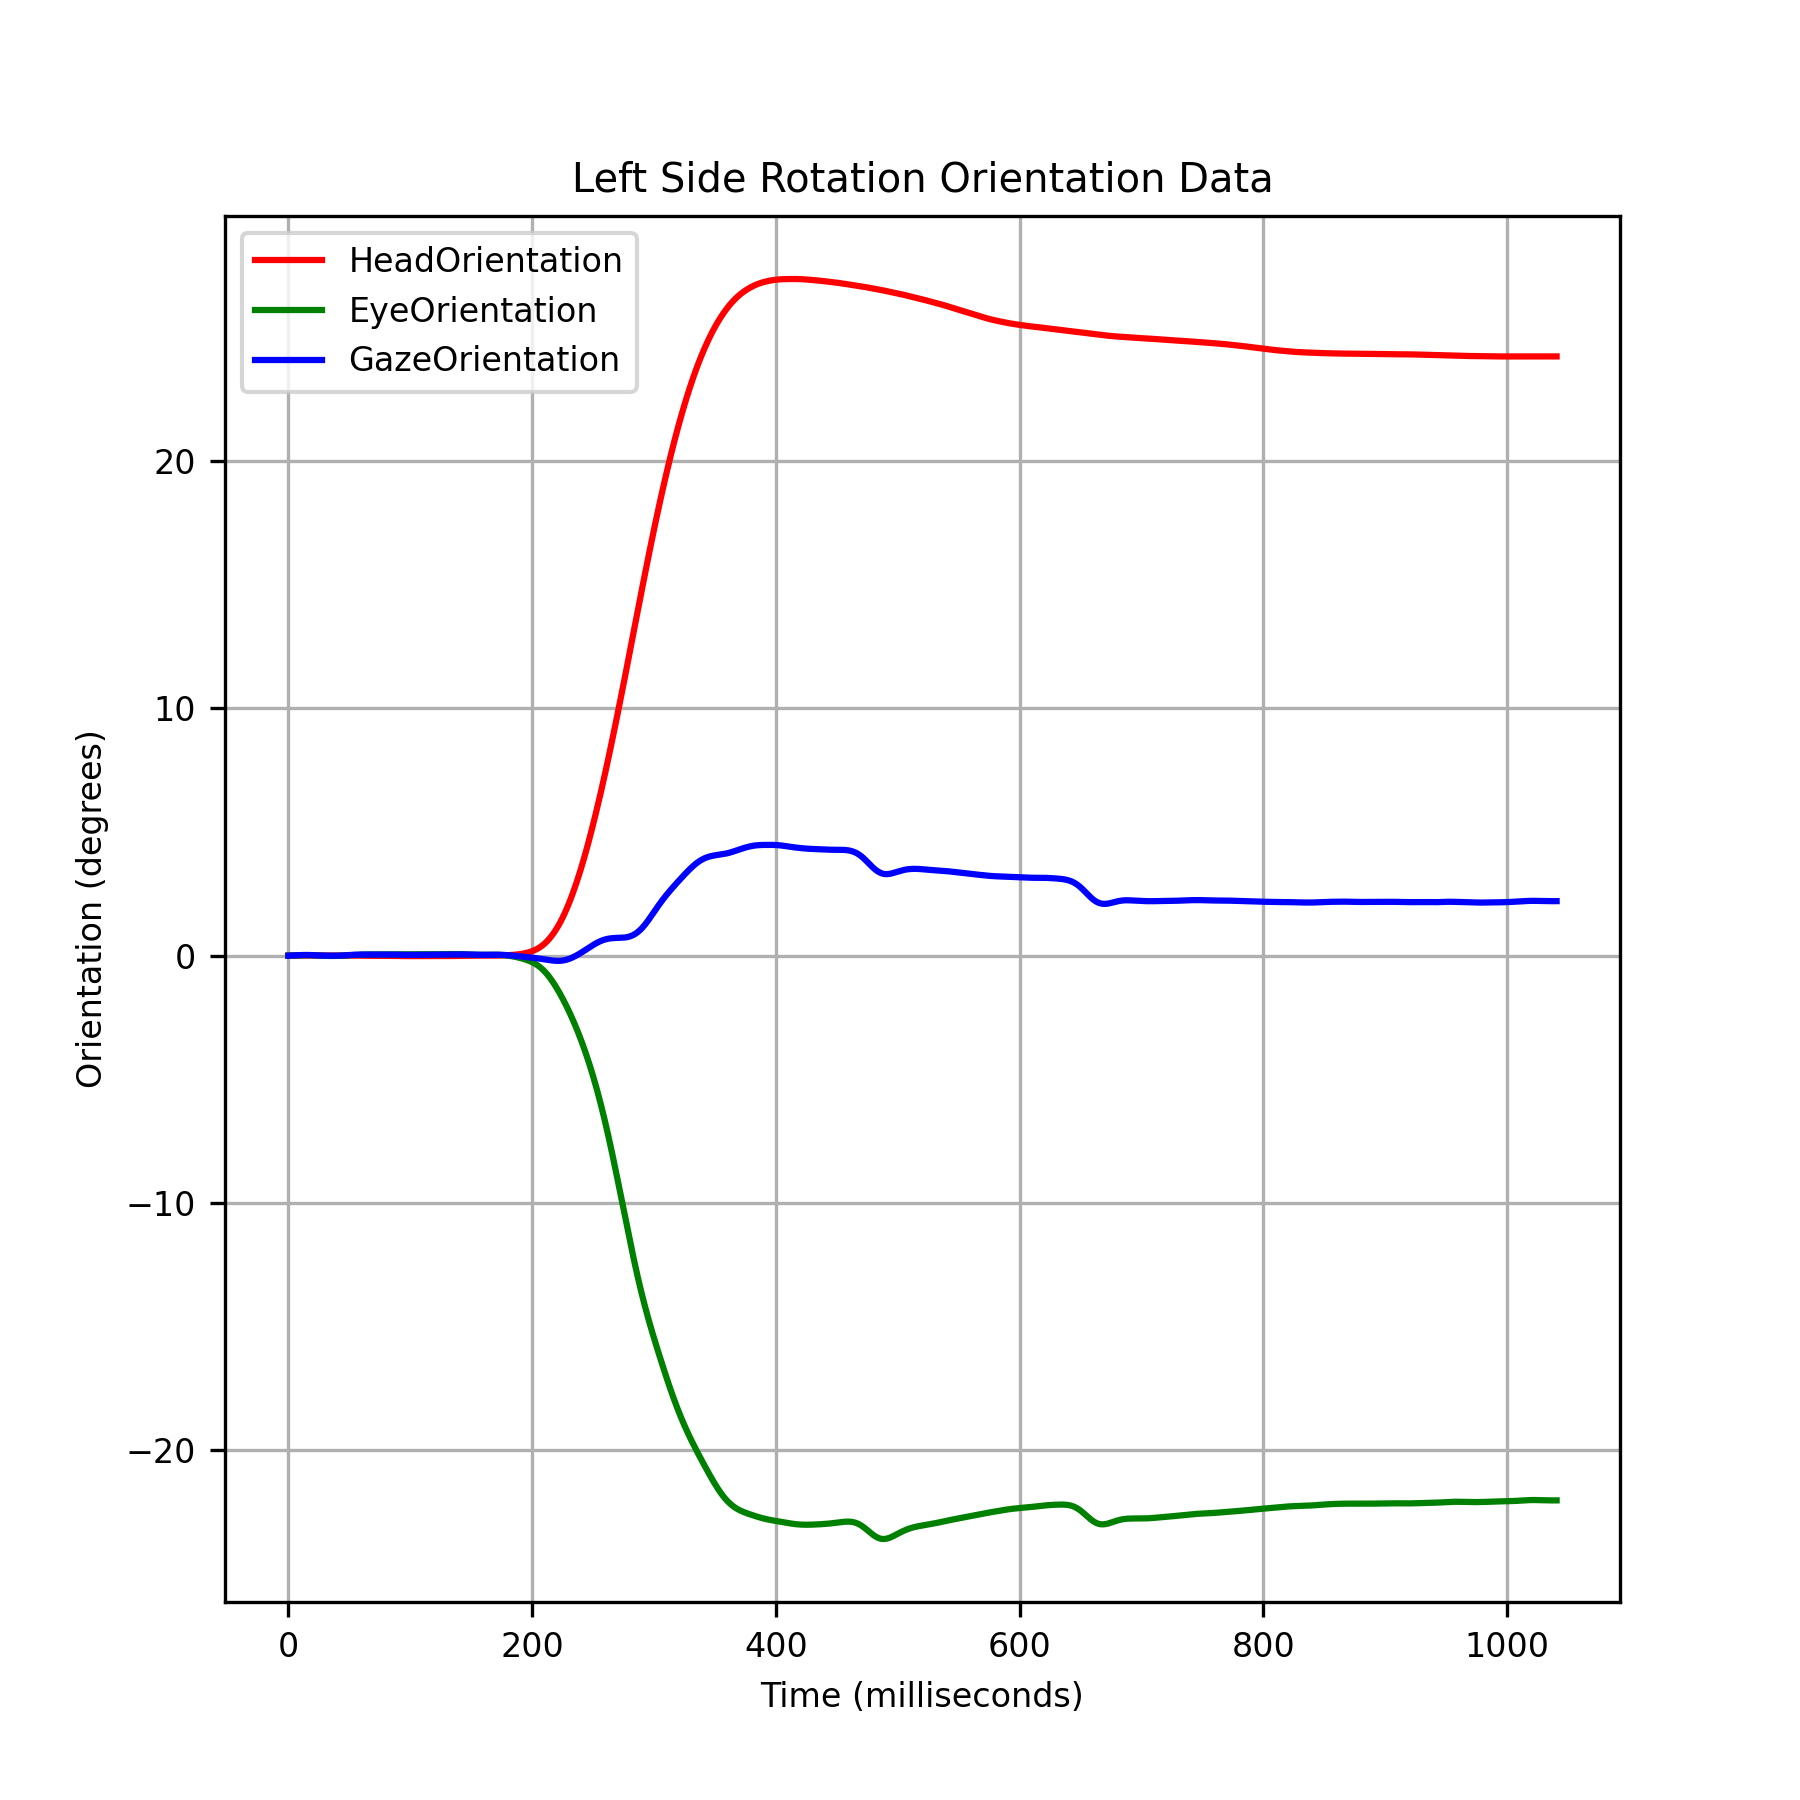 Left Side Rotation Orientation Data
HeadOrientation
EyeOrientation
GazeOrientation
20
10
0
−10
−20
Orientation (degrees)
0 200 400 600 800 1000
Time (milliseconds)